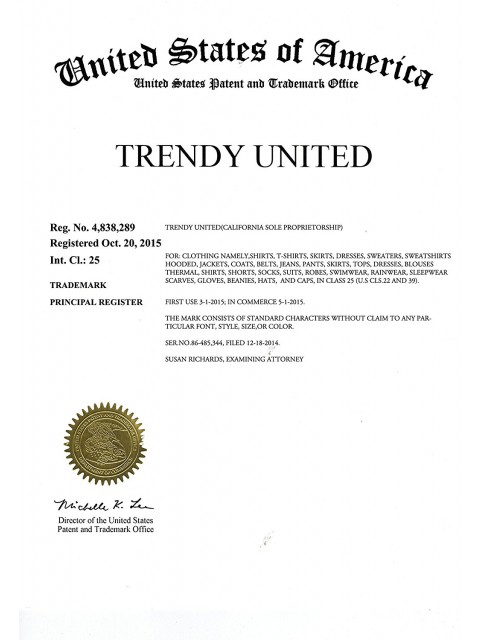 United States of America
United States Patent and Trademark Office
TRENDY UNITED
Reg. No. 4,838,289
Registered Oct. 20, 2015
Int. Cl.: 25
TRADEMARK
PRINCIPAL REGISTER
TRENDY UNITED(CALIFORNIA SOLE PROPRIETORSHIP)
FOR: CLOTHING NAMELY,SHIRTS, T-SHIRTS, SKIRTS, DRESSES, SWEATERS, SWEATSHIRTS
HOODED, JACKETS, COATS, BELTS, JEANS, PANTS, SKIRTS, TOPS, DRESSES, BLOUSES
THERMAL, SHIRTS, SHORTS, SOCKS, SUITS, ROBES, SWIMWEAR, RAINWEAR, SLEEPWEAR
SCARVES, GLOVES, BEANIES, HATS, AND CAPS, IN CLASS 25 (U.S CLS.22 AND 39).
FIRST USE 3-1-2015; IN COMMERCE 5-1-2015.
THE MARK CONSISTS OF STANDARD CHARACTERS WITHOUT CLAIM TO ANY PAR-
TICULAR FONT, STYLE, SIZE,OR COLOR.
SER.NO.86-485,344, FILED 12-18-2014.
SUSAN RICHARDS, EXAMINING ATTORNEY
Michelle K. Lee
Director of the United States
Patent and Trademark Office